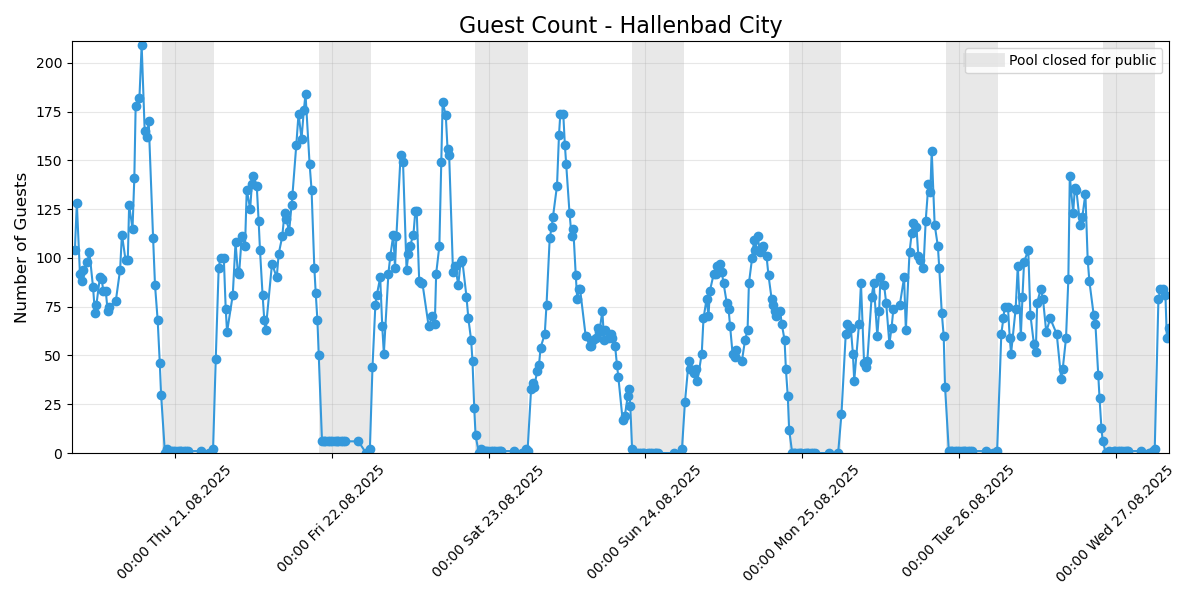 Guest Count - Hallenbad City
Number of Guests
200
175
150
125
100
75
50
25
0
Pool closed for public
00:00 Thu 21.08.2025
00:00 Fri 22.08.2025
00:00 Sat 23.08.2025
00:00 Sun 24.08.2025
00:00 Mon 25.08.2025
00:00 Tue 26.08.2025
00:00 Wed 27.08.2025